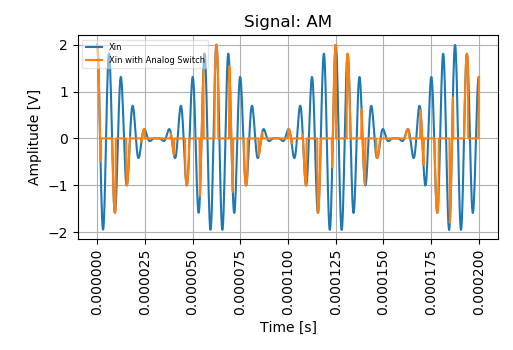 Signal: AM
Xin
Xin with Analog Switch
Amplitude [V]
2
1
0
−1
−2
0.000000
0.000025
0.000050
0.000075
0.000100
0.000125
0.000150
0.000175
0.000200
Time [s]